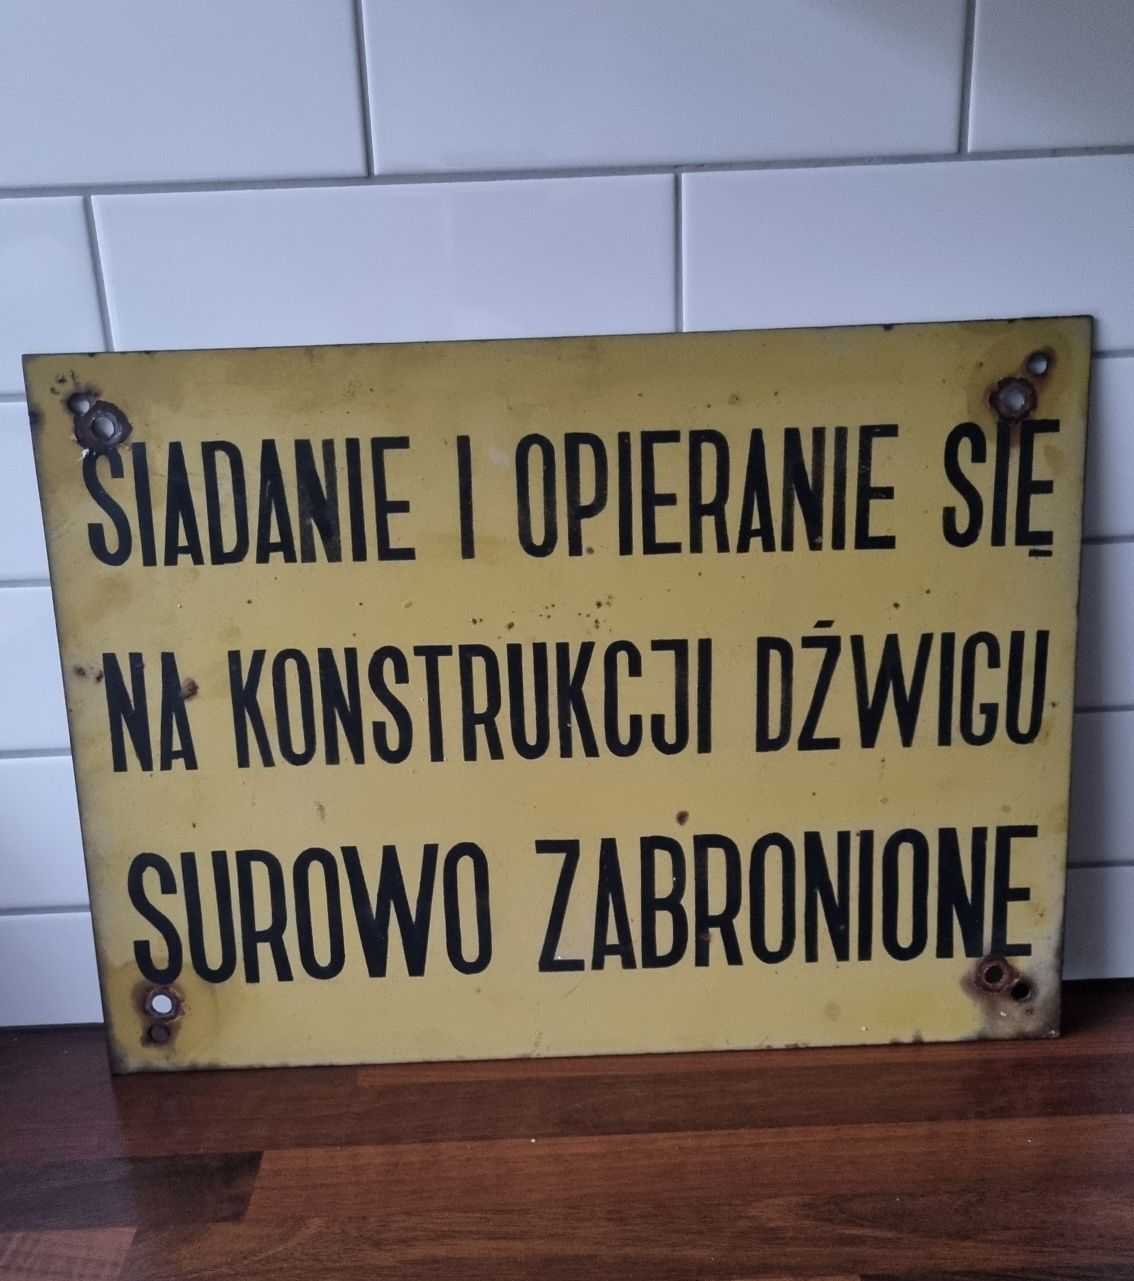 SIADANIE I OPIERANIE SIĘ
NA KONSTRUKCJI DŹWIGU
SUROWO ZABRONIONE